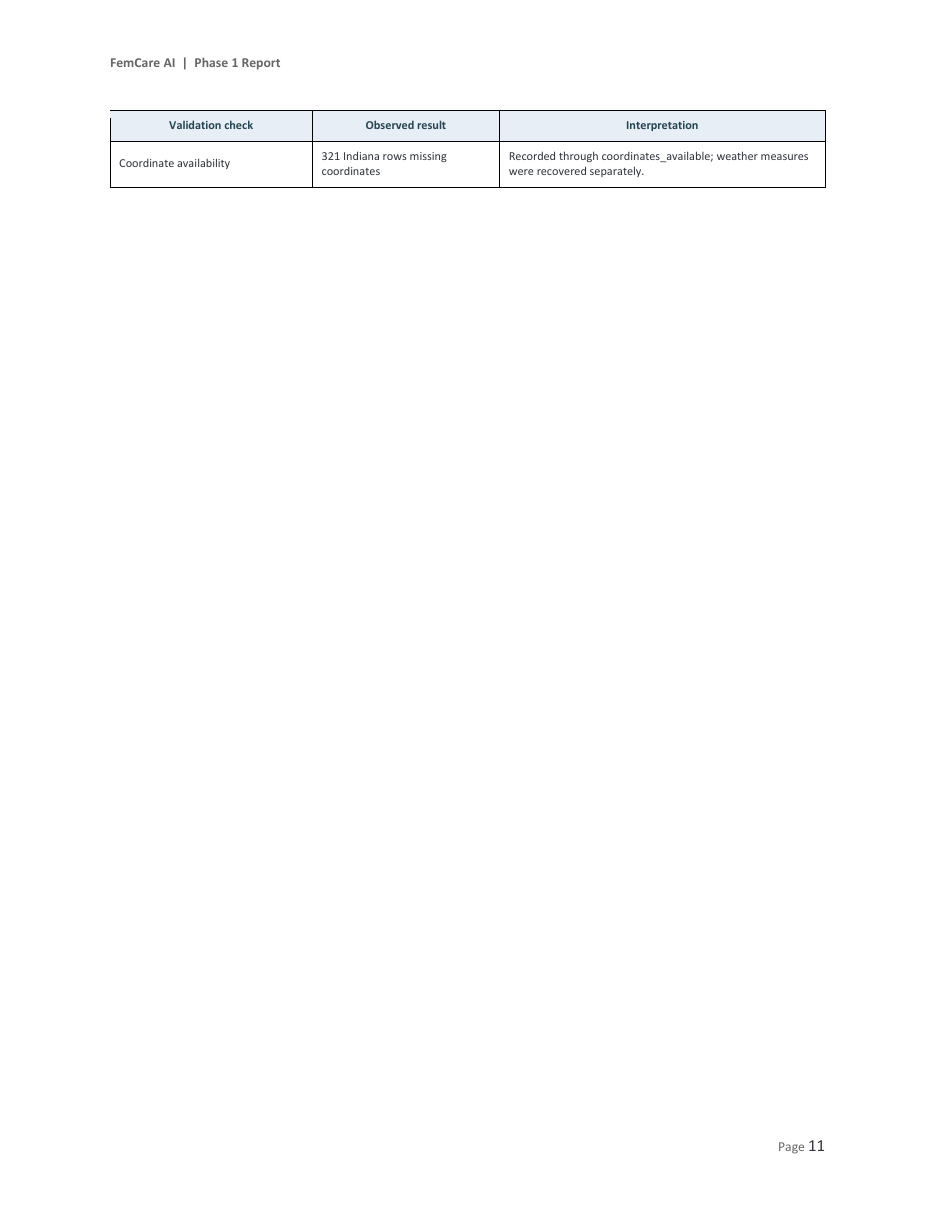 FemCare AI | Phase 1 Report
Validation check
Observed result
Interpretation
Coordinate availability
321 Indiana rows missing
coordinates
Recorded through coordinates_available; weather measures
were recovered separately.
Page 11